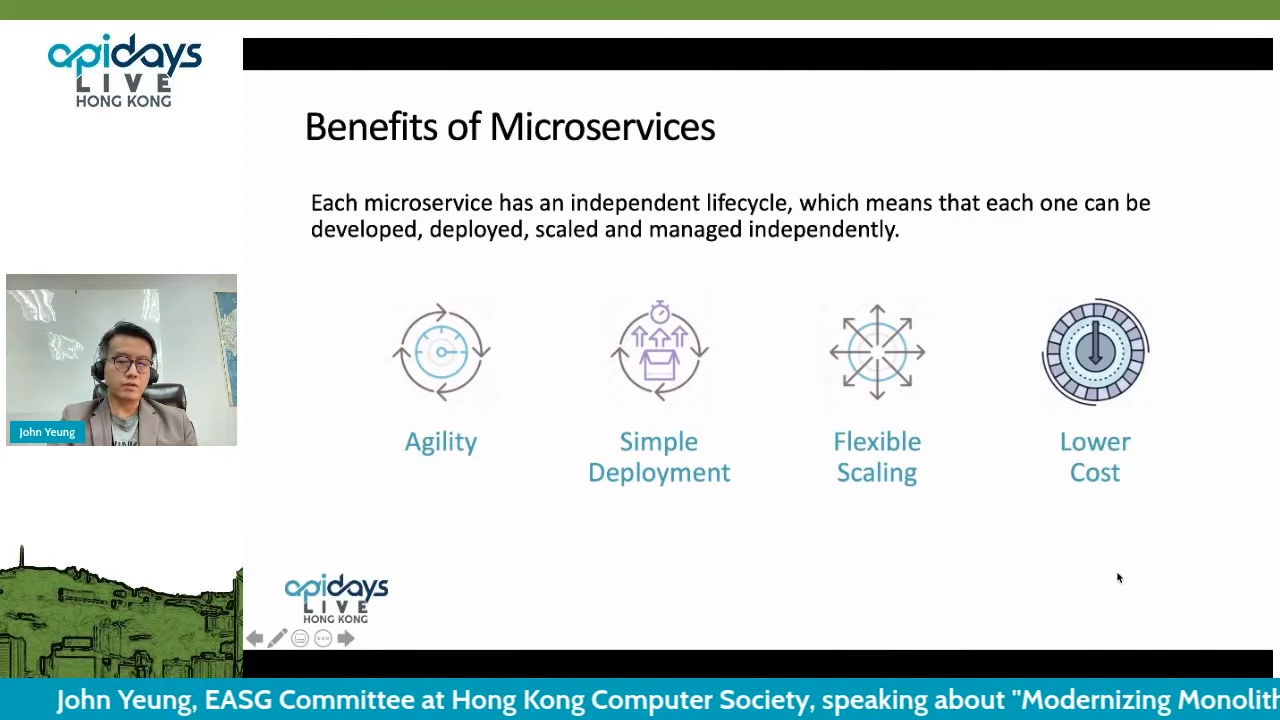 apidays
LIVE
HONG KONG
Benefits of Microservices
Each microservice has an independent lifecycle, which means that each one can be
developed, deployed, scaled and managed independently.
Agility
Simple
Deployment
Flexible
Scaling
Lower
Cost
John Yeung
apidays
LIVE
HONG KONG
John Yeung, EASG Committee at Hong Kong Computer Society, speaking about "Modernizing Monolith